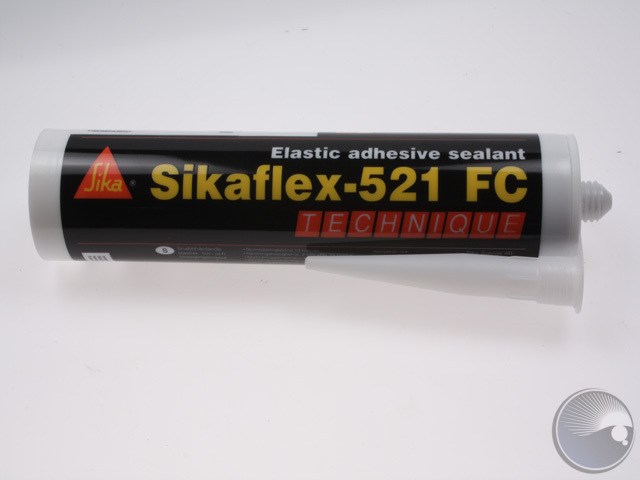 Elastic adhesive sealant
Sika®
Sikaflex-521 FC
TECHNIQUE
S